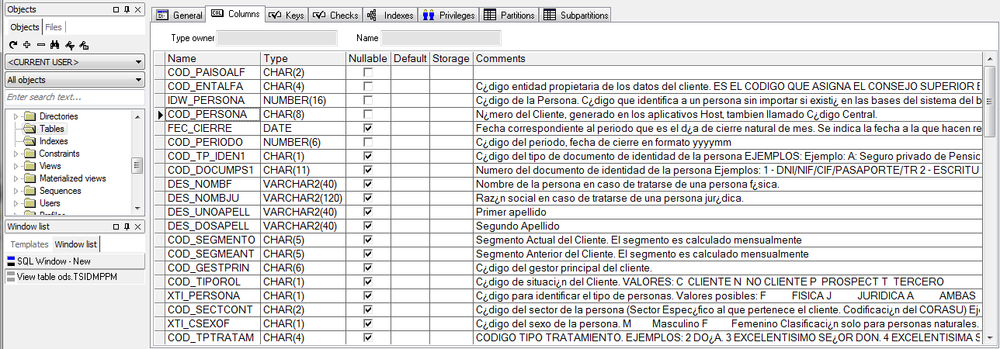 Objects
Objects Files
<CURRENT USER>
All objects
Enter search text...
Directories
Tables
Indexes
Constraints
Views
Materialized views
Sequences
Users
Profiles
Window list
Templates Window list
SQL Window - New
View table ods.TSIDMPPM
General Columns Keys Checks Indexes Privileges Partitions Subpartitions
Type owner Name
Name Type Nullable Default Storage Comments
COD_PAISOALF CHAR(2)
COD_ENTALFA CHAR(4) C¿digo entidad propietaria de los datos del cliente. ES EL CODIGO QUE ASIGNA EL CONSEJO SUPERIOR
IDW_PERSONA NUMBER(16) C¿digo de la Persona. C¿digo que identifica a un persona sin importar si existi¿ en las bases del sistema del b
COD_PERSONA CHAR(8) N¿mero del Cliente, generado en los aplicativos Host, tambien llamado C¿digo Central.
FEC_CIERRE DATE Fecha correspondiente al periodo que es el d¿a de cierre natural de mes. Se indica la fecha a la que hacen re
COD_PERIODO NUMBER(6) C¿digo del periodo, fecha de cierre en formato yyyymm
COD_TP_IDEN1 CHAR(1) C¿digo del tipo de documento de identidad de la persona EJEMPLOS: Ejemplo: A: Seguro privado de Pensic
COD_DOCUMPS1 CHAR(11) Numero del documento de identidad de la persona Ejemplos: 1 - DNI/NIF/CIF/PASAPORTE/TR 2 - ESCRITU
DES_NOMBF VARCHAR2(40) Nombre de la persona en caso de tratarse de una persona f¿sica.
DES_NOMBJU VARCHAR2(120) Raz¿n social en caso de tratarse de una persona jur¿dica.
DES_UNOAPELL VARCHAR2(40) Primer apellido
DES_DOSAPELL VARCHAR2(40) Segundo Apellido
COD_SEGMENTO CHAR(5) Segmento Actual del Cliente. El segmento es calculado mensualmente
COD_SEGMEANT CHAR(5) Segmento Anterior del Cliente. El segmento es calculado mensualmente
COD_GESTPRIN CHAR(6) C¿digo del gestor principal del cliente.
COD_TIPOROL CHAR(1) C¿digo de situaci¿n del Cliente. VALORES: C CLIENTE N NO CLIENTE P PROSPECT T TERCERO
XTI_PERSONA CHAR(1) C¿digo para identificar el tipo de personas. Valores posibles: F FISICA J JURIDICA A AMBAS
COD_SECTCONT CHAR(2) C¿digo del sector de la persona (Sector Espec¿fico al que pertenece el cliente. Codificaci¿n del CORASU) Ej
XTI_CSEXOF CHAR(1) C¿digo del sexo de la persona. M Masculino F Femenino Clasificaci¿n solo para personas naturales.
COD_TPTRATAM CHAR(4) CODIGO TIPO TRATAMIENTO. EJEMPLOS: 2 DO¿A. 3 EXCELENTISIMO SE¿OR DON. 4 EXCELENTISIMA S